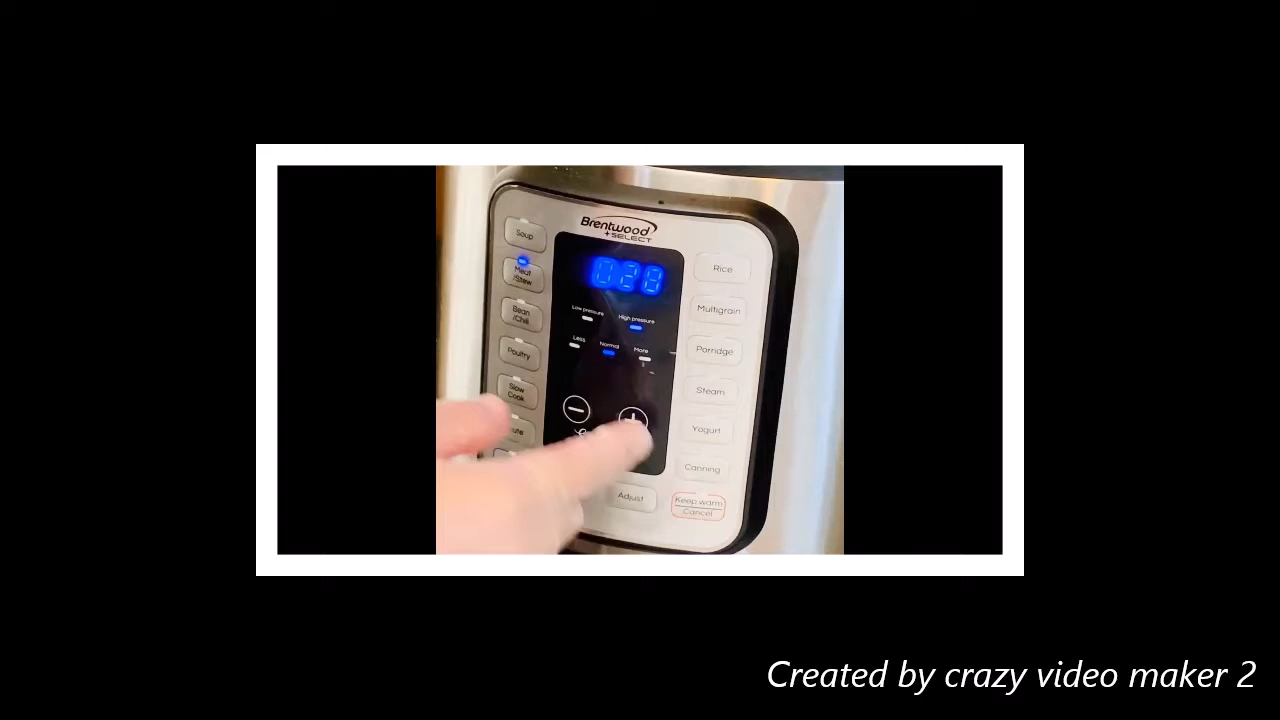 Brentwood
+SELECT
Soup
028
Meat
/Stew
Rice
Low pressure
High pressure
Bean
/Chili
Multigrain
Less
Normal
More
Poultry
Porridge
Slow
Cook
Steam
Yogurt
Canning
Adjust
Keep warm
Cancel
Created by crazy video maker 2